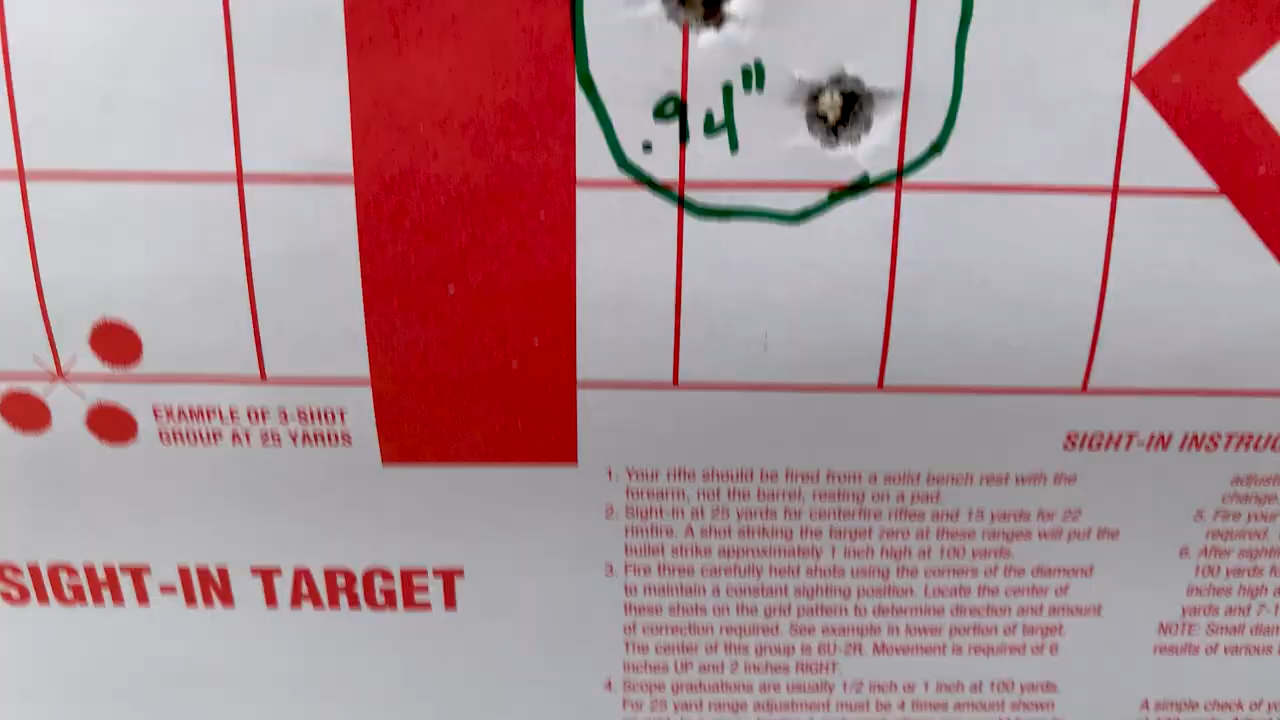 .94"
EXAMPLE OF 3-SHOT
GROUP AT 25 YARDS
SIGHT-IN TARGET
SIGHT-IN INSTRUC
1. Your rifle should be fired from a solid bench rest with the
forearm, not the barrel, resting on a pad.
2. Sight-in at 25 yards for centerfire rifles and 15 yards for 22
rimfire. A shot striking the target zero at these ranges will put the
bullet strike approximately 1 inch high at 100 yards.
3. Fire three carefully held shots using the corners of the diamond
to maintain a constant sighting position. Locate the center of
these shots on the grid pattern to determine direction and amount
of correction required. See example in lower portion of target.
The center of this group is 6U-2R. Movement is required of 6
inches UP and 2 inches RIGHT.
4. Scope graduations are usually 1/2 inch or 1 inch at 100 yards.
For 25 yard range adjustment must be 4 times amount shown
adjust
change.
5. Fire your
required.
6. After sight
100 yards fo
inches high a
yards and 7-1
NOTE: Small dian
results of various
A simple check of yo